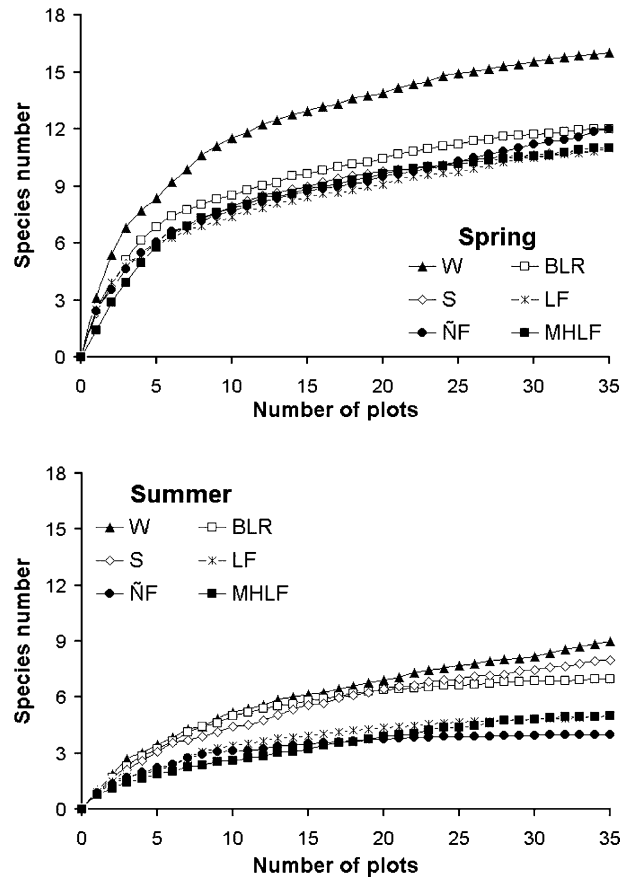 18
15
12
9
6
3
0
Species number
Spring
W BLR
S LF
ÑF MHLF
0 5 10 15 20 25 30 35
Number of plots
18
15
12
9
6
3
0
Species number
Summer
W BLR
S LF
ÑF MHLF
0 5 10 15 20 25 30 35
Number of plots